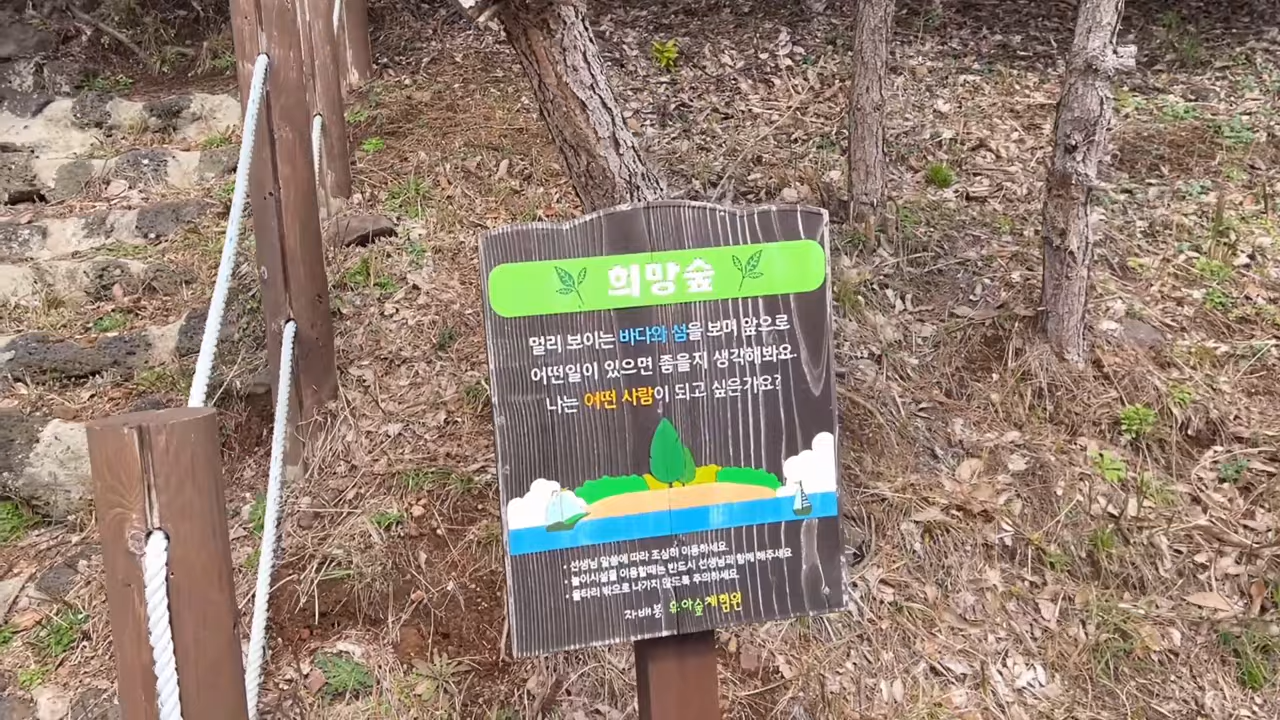 희망숲
멀리 보이는 바다와 섬을 보며 앞으로
어떤일이 있으면 좋을지 생각해봐요.
나는 어떤 사람이 되고 싶은가요?
• 선생님 말씀에 따라 조심히 이용하세요.
• 놀이시설물 이용할때는 반드시 선생님과 함께 해주세요
• 울타리 밖으로 나가지 않도록 주의하세요.
자배봉 유아숲체험원